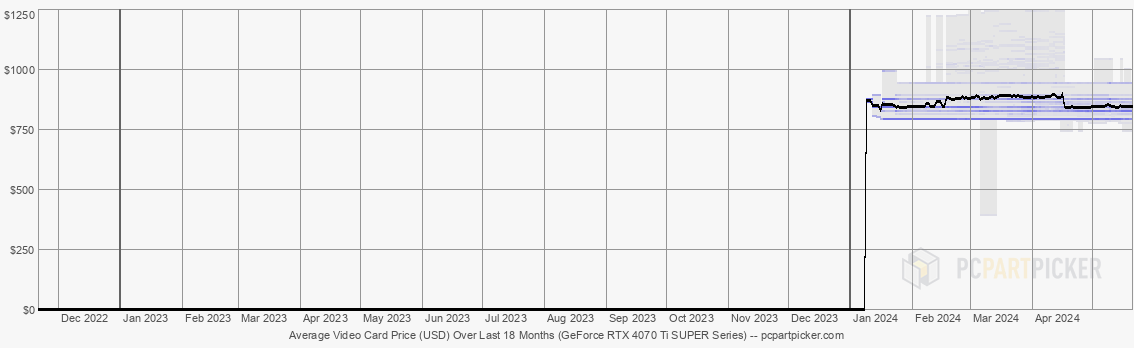 $1250
$1000
$750
$500
$250
$0
Dec 2022 Jan 2023 Feb 2023 Mar 2023 Apr 2023 May 2023 Jun 2023 Jul 2023 Aug 2023 Sep 2023 Oct 2023 Nov 2023 Dec 2023 Jan 2024 Feb 2024 Mar 2024 Apr 2024
Average Video Card Price (USD) Over Last 18 Months (GeForce RTX 4070 Ti SUPER Series) -- pcpartpicker.com
PCPARTPICKER